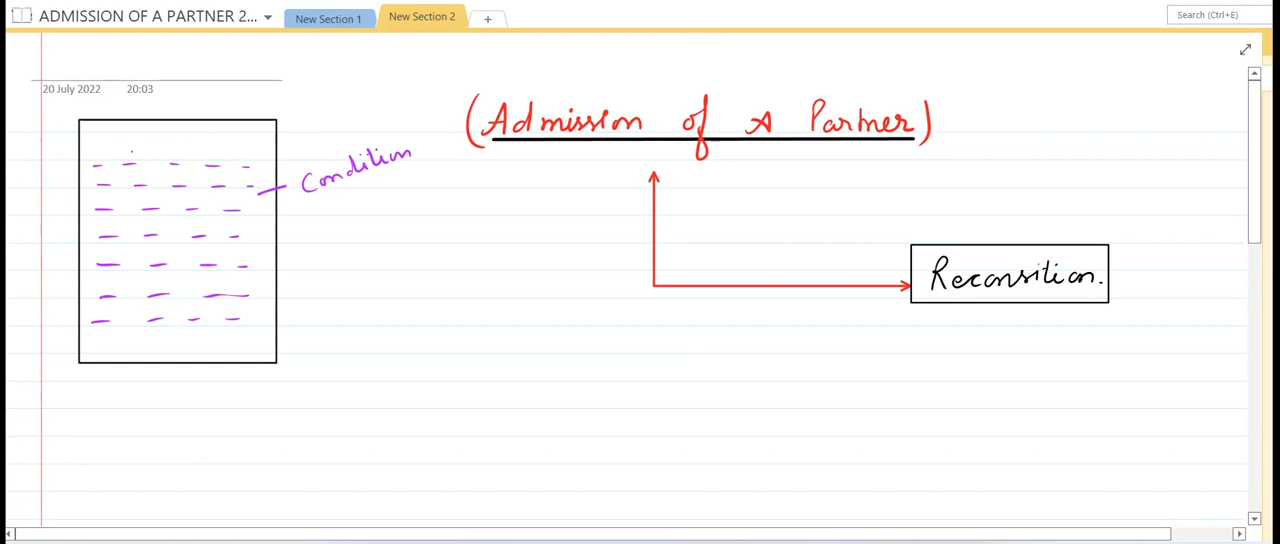 ADMISSION OF A PARTNER 2...
New Section 1
New Section 2
+
Search (Ctrl+E)
20 July 2022 20:03
(Admission of A Partner)
Condition
Reconsition.